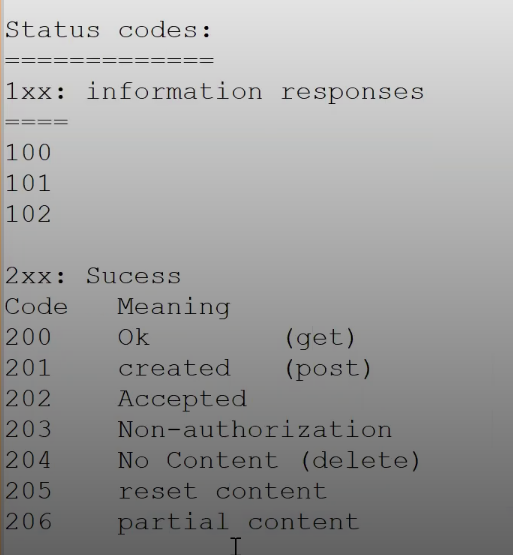 Status codes:
=============
1xx: information responses
====
100
101
102
2xx: Sucess
Code Meaning
200 Ok (get)
201 created (post)
202 Accepted
203 Non-authorization
204 No Content (delete)
205 reset content
206 partial content